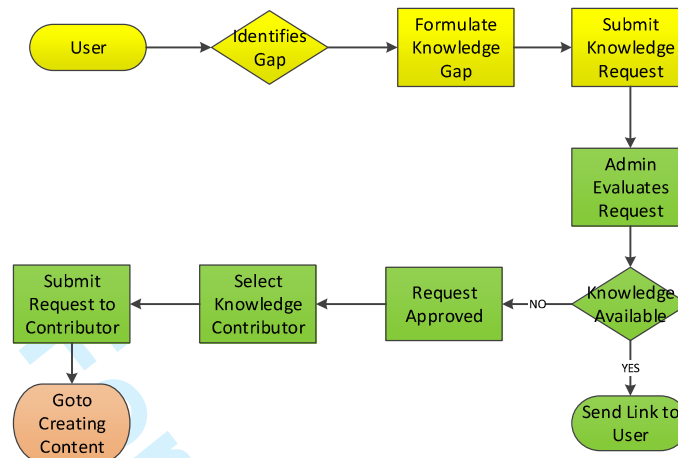 User
Identifies
Gap
Formulate
Knowledge
Gap
Submit
Knowledge
Request
Admin
Evaluates
Request
Submit
Request to
Contributor
Select
Knowledge
Contributor
Request
Approved
NO
Knowledge
Available
YES
Goto
Creating
Content
Send Link to
User